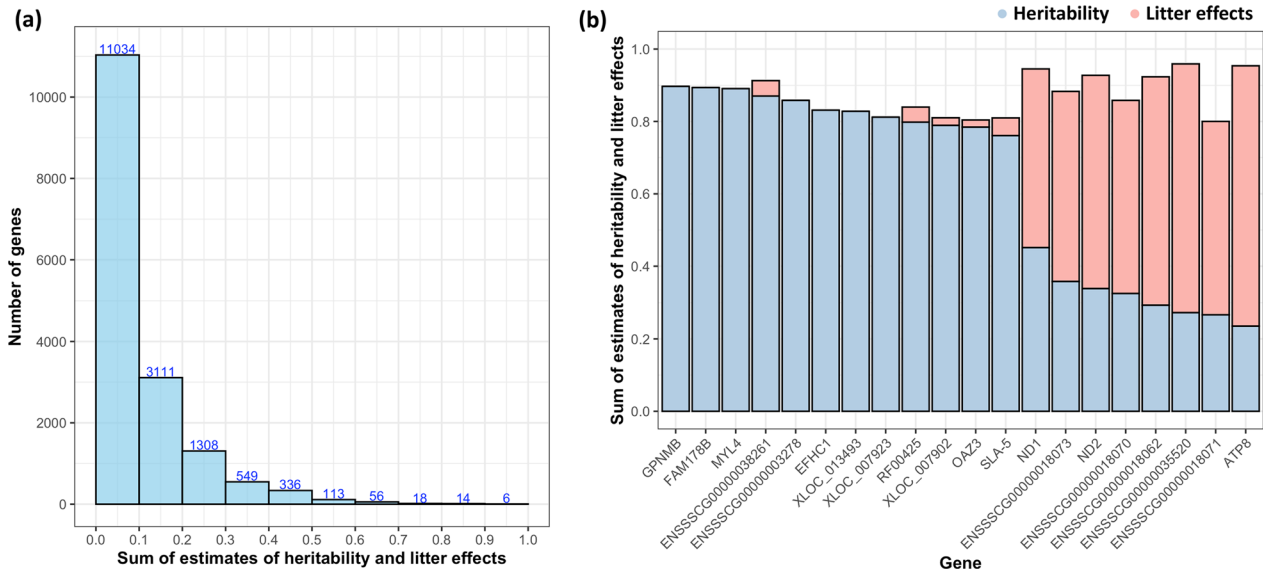 (a)
Number of genes
10000
8000
6000
4000
2000
0
11034
3111
1308
549
336
113
56
18
14
6
0.0 0.1 0.2 0.3 0.4 0.5 0.6 0.7 0.8 0.9 1.0
Sum of estimates of heritability and litter effects
(b)
Heritability Litter effects
Sum of estimates of heritability and litter effects
1.0
0.8
0.6
0.4
0.2
0.0
GPNMB
FAM178B
MYL4
ENSSSCG00000038261
ENSSSCG00000003278
EFHC1
XLOC_013493
XLOC_007923
RF00425
XLOC_007902
OAZ3
SLA-5
ND1
ENSSSCG00000018073
ND2
ENSSSCG00000018070
ENSSSCG00000018062
ENSSSCG00000035520
ENSSSCG00000018071
ATP8
Gene